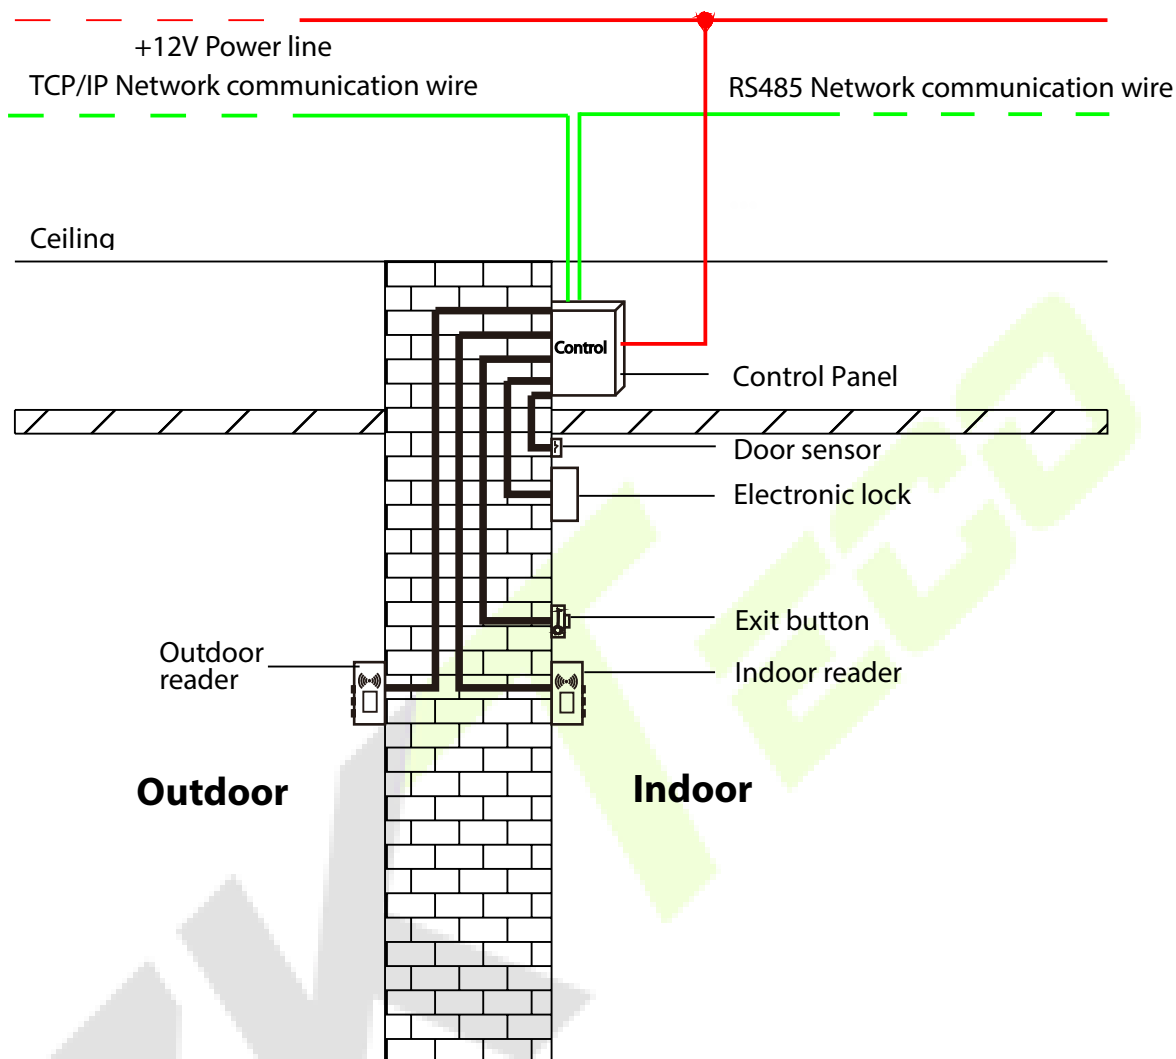 +12V Power line
TCP/IP Network communication wire
RS485 Network communication wire
Ceiling
Control
Control Panel
Door sensor
Electronic lock
Exit button
Outdoor
reader
Indoor reader
Outdoor
Indoor
ZKTECO